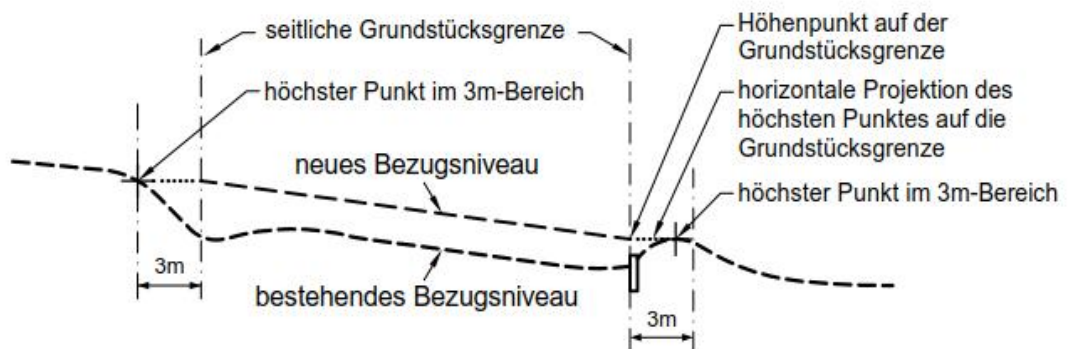 seitliche Grundstücksgrenze
höchster Punkt im 3m-Bereich
neues Bezugsniveau
bestehendes Bezugsniveau
3m
Höhenpunkt auf der
Grundstücksgrenze
horizontale Projektion des
höchsten Punktes auf die
Grundstücksgrenze
höchster Punkt im 3m-Bereich
3m